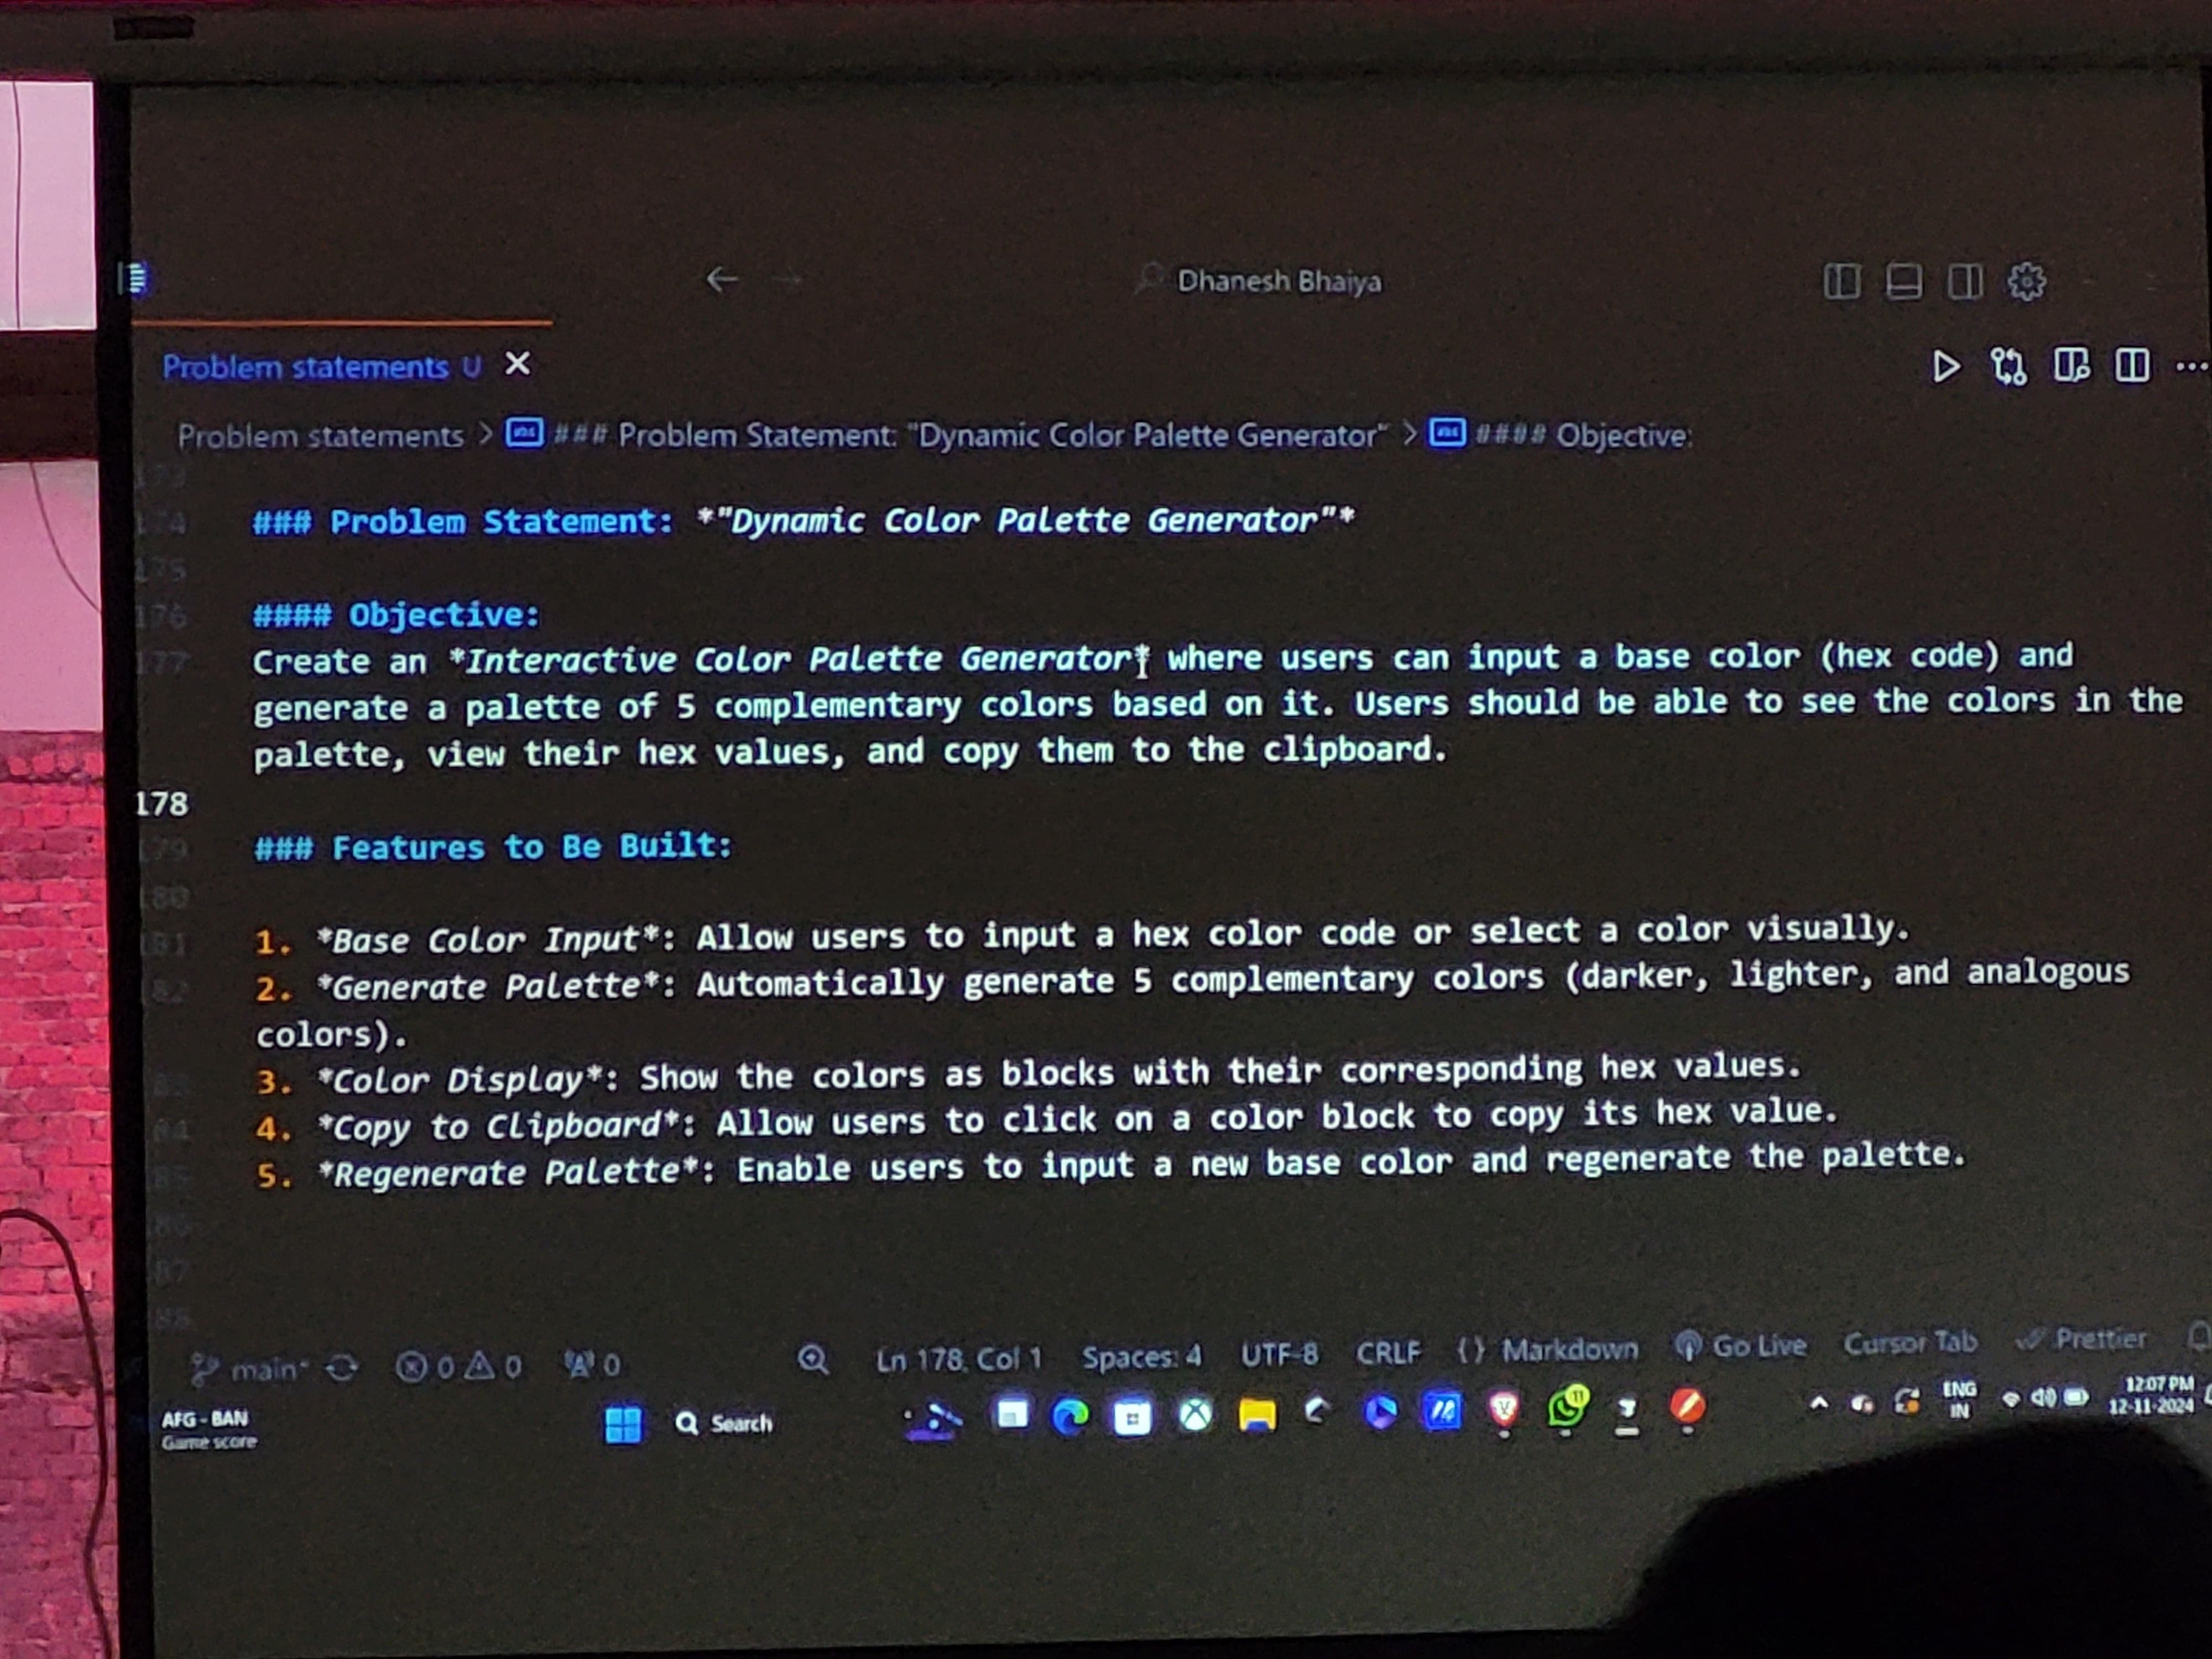 Dhanesh Bhaiya
Problem statements U
Problem statements > ### Problem Statement: "Dynamic Color Palette Generator" > #### Objective:
173
174 ### Problem Statement: *"Dynamic Color Palette Generator"*
175
176 #### Objective:
177 Create an *Interactive Color Palette Generator* where users can input a base color (hex code) and
generate a palette of 5 complementary colors based on it. Users should be able to see the colors in the
palette, view their hex values, and copy them to the clipboard.
178
179 ### Features to Be Built:
180
181 1. *Base Color Input*: Allow users to input a hex color code or select a color visually.
182 2. *Generate Palette*: Automatically generate 5 complementary colors (darker, lighter, and analogous
colors).
3. *Color Display*: Show the colors as blocks with their corresponding hex values.
4. *Copy to Clipboard*: Allow users to click on a color block to copy its hex value.
5. *Regenerate Palette*: Enable users to input a new base color and regenerate the palette.
main* 0 0 0 Ln 178, Col 1 Spaces: 4 UTF-8 CRLF {} Markdown Go Live Cursor Tab Prettier
AFG - BAN
Game score
Search
11
ENG
IN
12:07 PM
12-11-2024